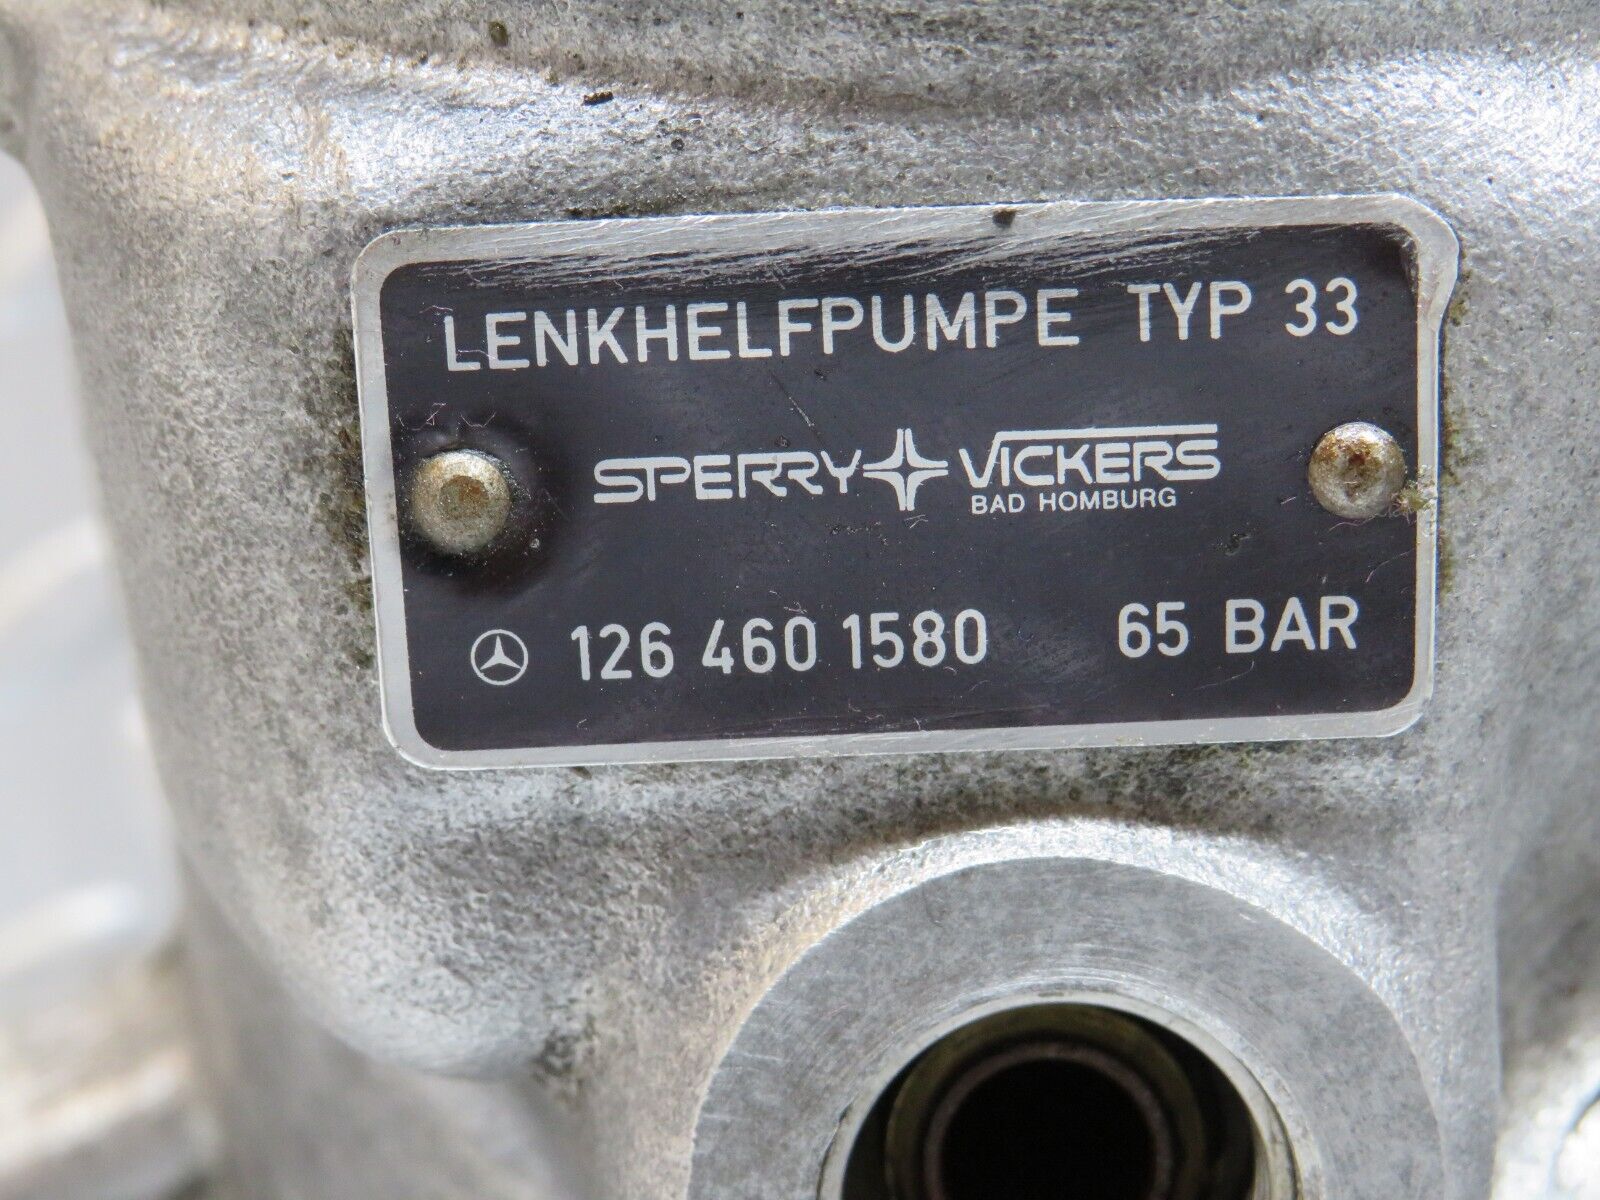 LENKHELFPUMPE TYP 33
SPERRY VICKERS
BAD HOMBURG
126 460 1580 65 BAR